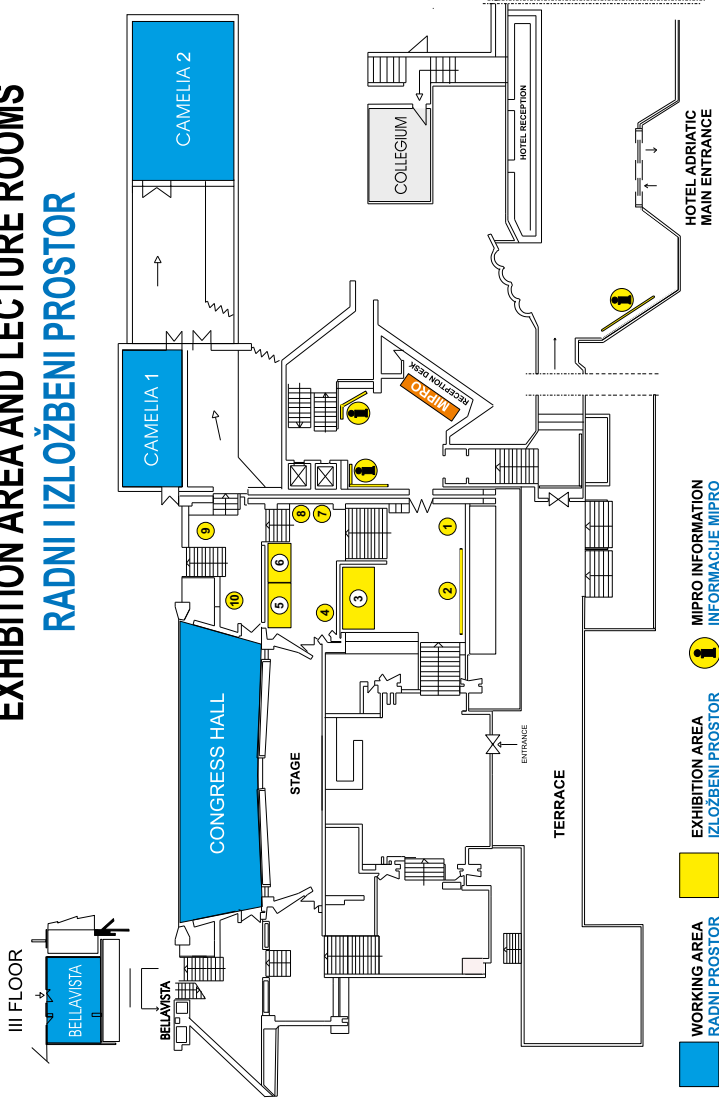 EXHIBITION AREA AND LECTURE ROOMS
RADNI I IZLOŽBENI PROSTOR
III FLOOR
BELLAVISTA
BELLAVISTA
CONGRESS HALL
STAGE
CAMELIA 1
CAMELIA 2
COLLEGIUM
HOTEL RECEPTION
HOTEL ADRIATIC
MAIN ENTRANCE
MIPRO
RECEPTION DESK
9
10
8
7
6
5
4
3
1
2
i
i
i
ENTRANCE
TERRACE
WORKING AREA
RADNI PROSTOR
EXHIBITION AREA
IZLOŽBENI PROSTOR
i
MIPRO INFORMATION
INFORMACIJE MIPRO